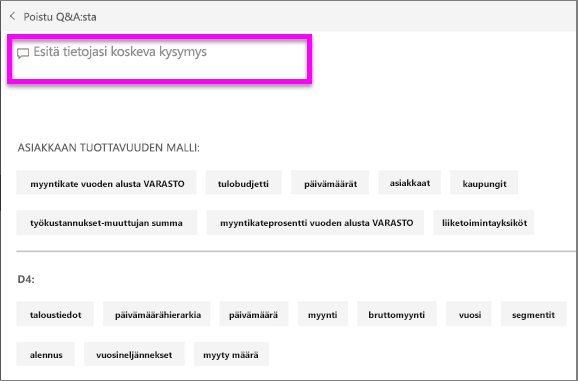 Poistu Q&A:sta
Esitä tietojasi koskeva kysymys
ASIAKKAAN TUOTTAVUUDEN MALLI:
myyntikate vuoden alusta VARASTO tulobudjetti päivämäärät asiakkaat kaupungit
työkustannukset-muuttujan summa myyntikateprosentti vuoden alusta VARASTO liiketoimintayksiköt
D4:
taloustiedot päivämäärähierarkia päivämäärä myynti bruttomyynti vuosi segmentit
alennus vuosineljännekset myyty määrä